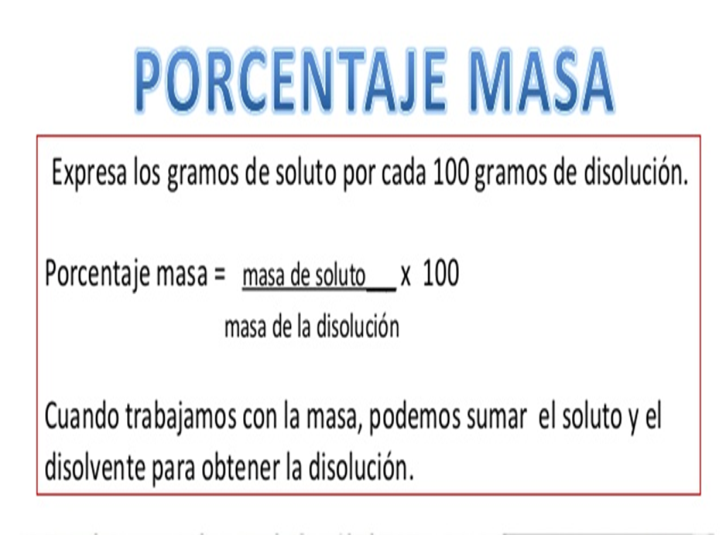 PORCENTAJE MASA
Expresa los gramos de soluto por cada 100 gramos de disolución.
Porcentaje masa = masa de soluto___ x 100
masa de la disolución
Cuando trabajamos con la masa, podemos sumar el soluto y el
disolvente para obtener la disolución.